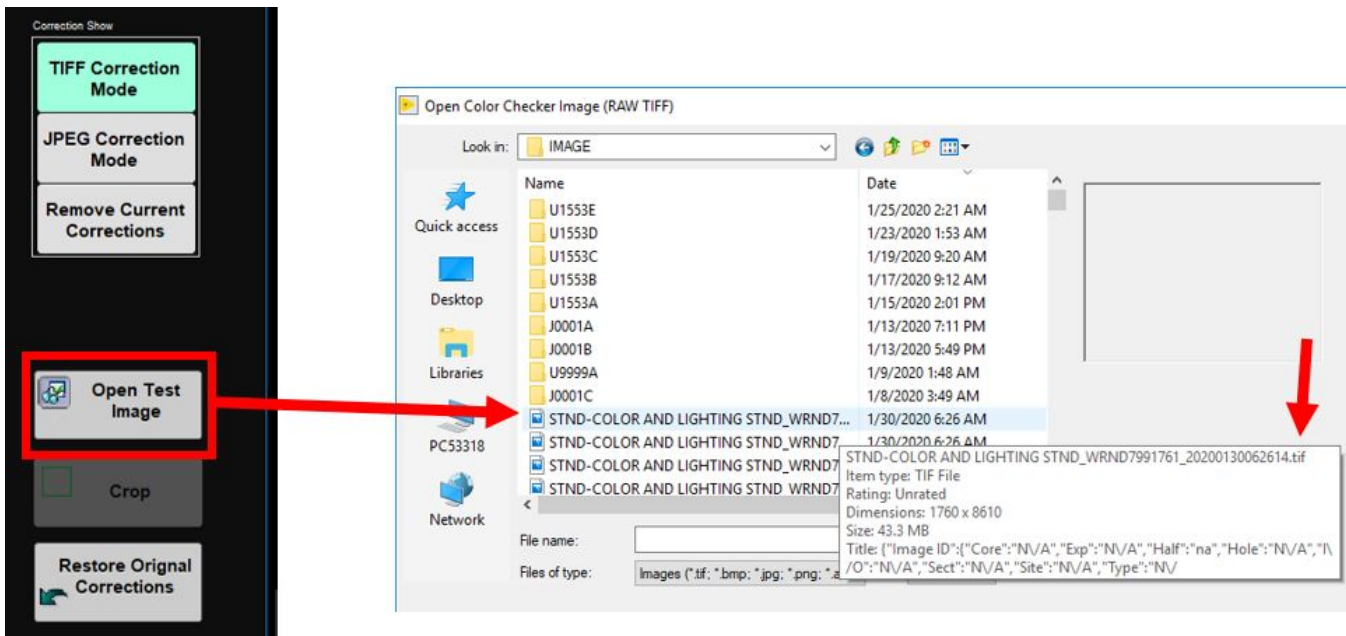 Correction Show
TIFF Correction
Mode
JPEG Correction
Mode
Remove Current
Corrections
Open Test
Image
Crop
Restore Orignal
Corrections
Open Color Checker Image (RAW TIFF)
Look in:
IMAGE
Quick access
Desktop
Libraries
PC53318
Network
Name Date
U1553E 1/25/2020 2:21 AM
U1553D 1/23/2020 1:53 AM
U1553C 1/19/2020 9:20 AM
U1553B 1/17/2020 9:12 AM
U1553A 1/15/2020 2:01 PM
J0001A 1/13/2020 7:11 PM
J0001B 1/13/2020 5:49 PM
U9999A 1/9/2020 1:48 AM
J0001C 1/8/2020 3:49 AM
STND-COLOR AND LIGHTING STND_WRND7... 1/30/2020 6:26 AM
STND-COLOR AND LIGHTING STND_WRND7... 1/30/2020 6:26 AM
STND-COLOR AND LIGHTING STND_WRND7
STND-COLOR AND LIGHTING STND_WRND7
STND-COLOR AND LIGHTING STND_WRND7991761_20200130062614.tif
Item type: TIF File
Rating: Unrated
Dimensions: 1760 x 8610
Size: 43.3 MB
Title: {"Image ID":{"Core":"N\/A","Exp":"N\/A","Half":"na","Hole":"N\/A","I\
/O":"N\/A","Sect":"N\/A","Site":"N\/A","Type":"N\/
File name:
Files of type:
Images (*.tif; *.bmp; *.jpg; *.png; *.a